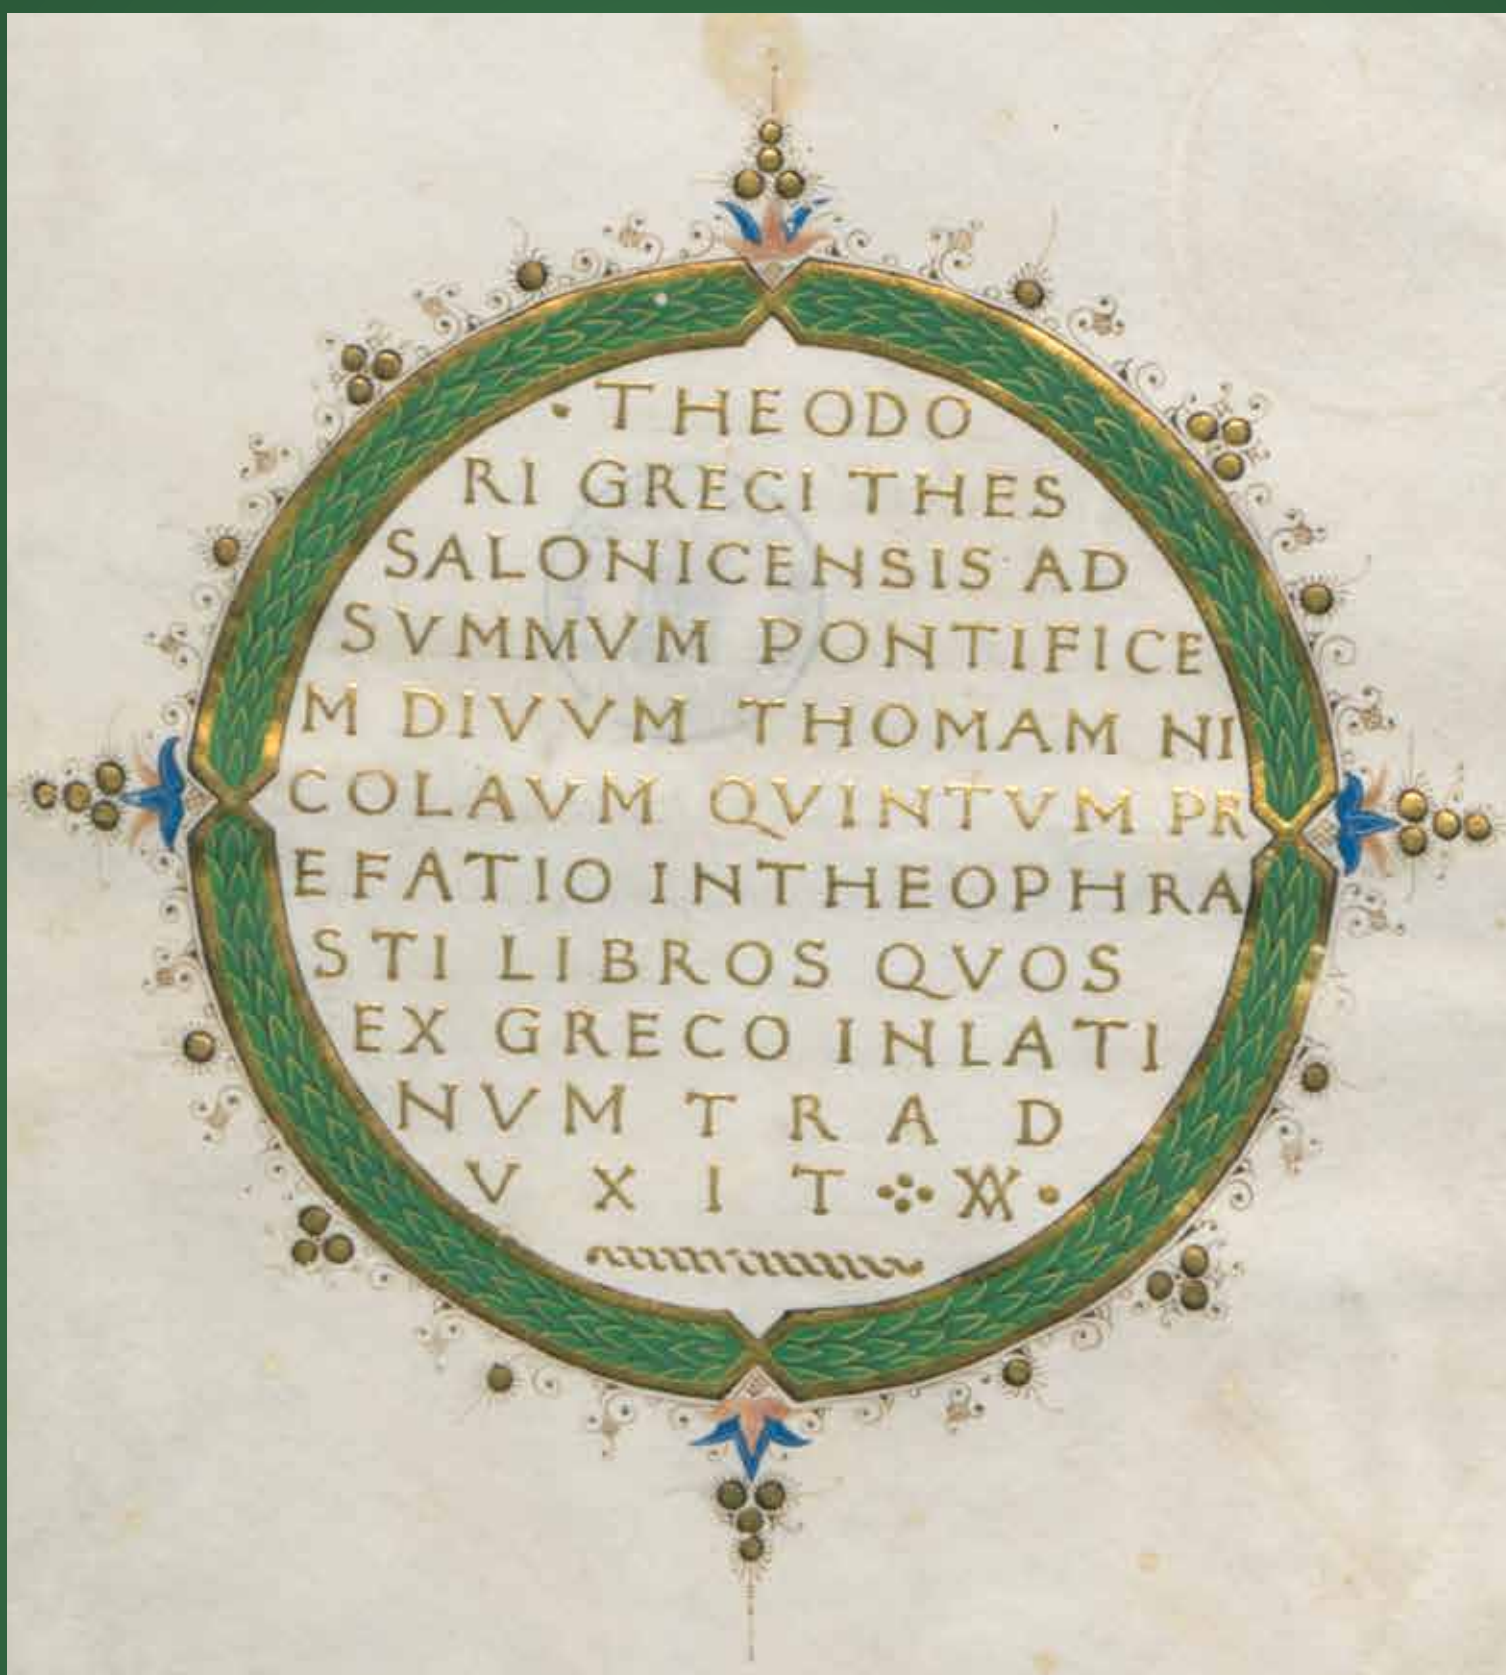 · THEODO
RI GRECI THES
SALONICENSIS AD
SVMMVM PONTIFICE
M DIVVM THOMAM NI
COLAVM QVINTVM PR
EFATIO INTHEOPHRA
STI LIBROS QVOS
EX GRECO INLATI
NVM TRAD
VXIT